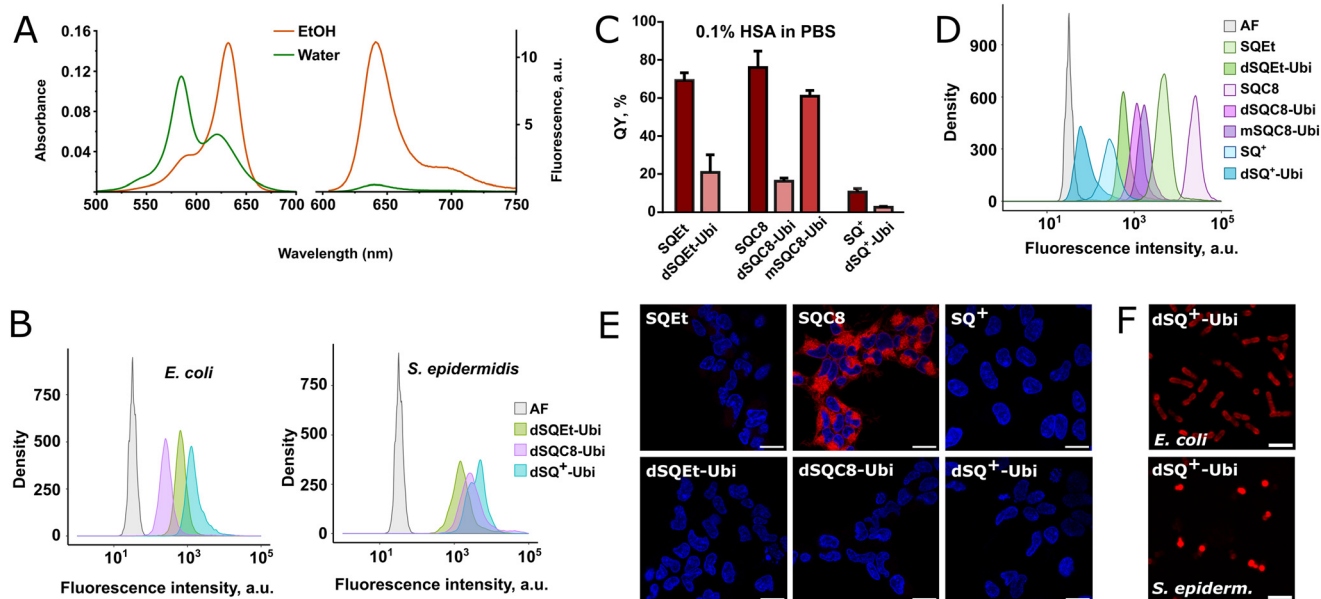 A
0.16
0.12
0.08
0.04
Absorbance
EtOH
Water
10
5
Fluorescence, a.u.
500
550
600
650
700
600
650
700
750
Wavelength (nm)
B
E. coli
750
500
250
0
Density
10¹
10³
10⁵
Fluorescence intensity, a.u.
S. epidermidis
750
500
250
0
Density
AF
dSQEt-Ubi
dSQC8-Ubi
dSQ⁺-Ubi
10¹
10³
10⁵
Fluorescence intensity, a.u.
C
0.1% HSA in PBS
100
80
60
40
20
0
QY, %
SQEt
dSQEt-Ubi
SQC8
dSQC8-Ubi
mSQC8-Ubi
SQ⁺
dSQ⁺-Ubi
D
900
600
300
0
Density
AF
SQEt
dSQEt-Ubi
SQC8
dSQC8-Ubi
mSQC8-Ubi
SQ⁺
dSQ⁺-Ubi
10¹
10³
10⁵
Fluorescence intensity, a.u.
E
SQEt
SQC8
SQ⁺
dSQEt-Ubi
dSQC8-Ubi
dSQ⁺-Ubi
F
dSQ⁺-Ubi
E. coli
dSQ⁺-Ubi
S. epiderm.